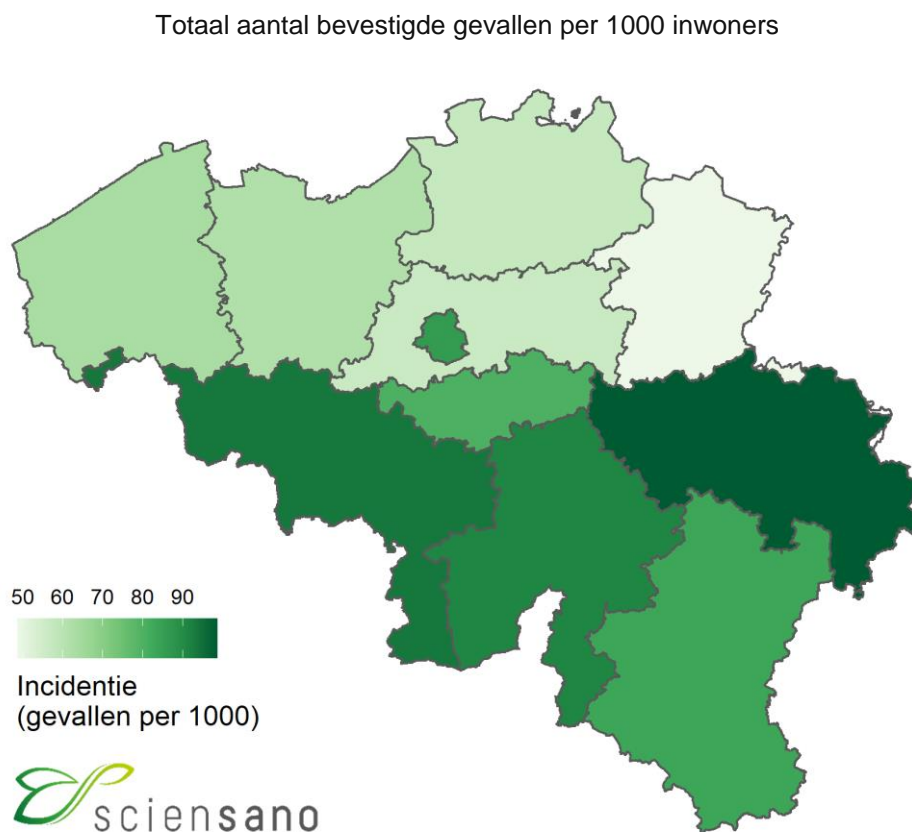 Totaal aantal bevestigde gevallen per 1000 inwoners
50 60 70 80 90
Incidentie
(gevallen per 1000)
sciensano